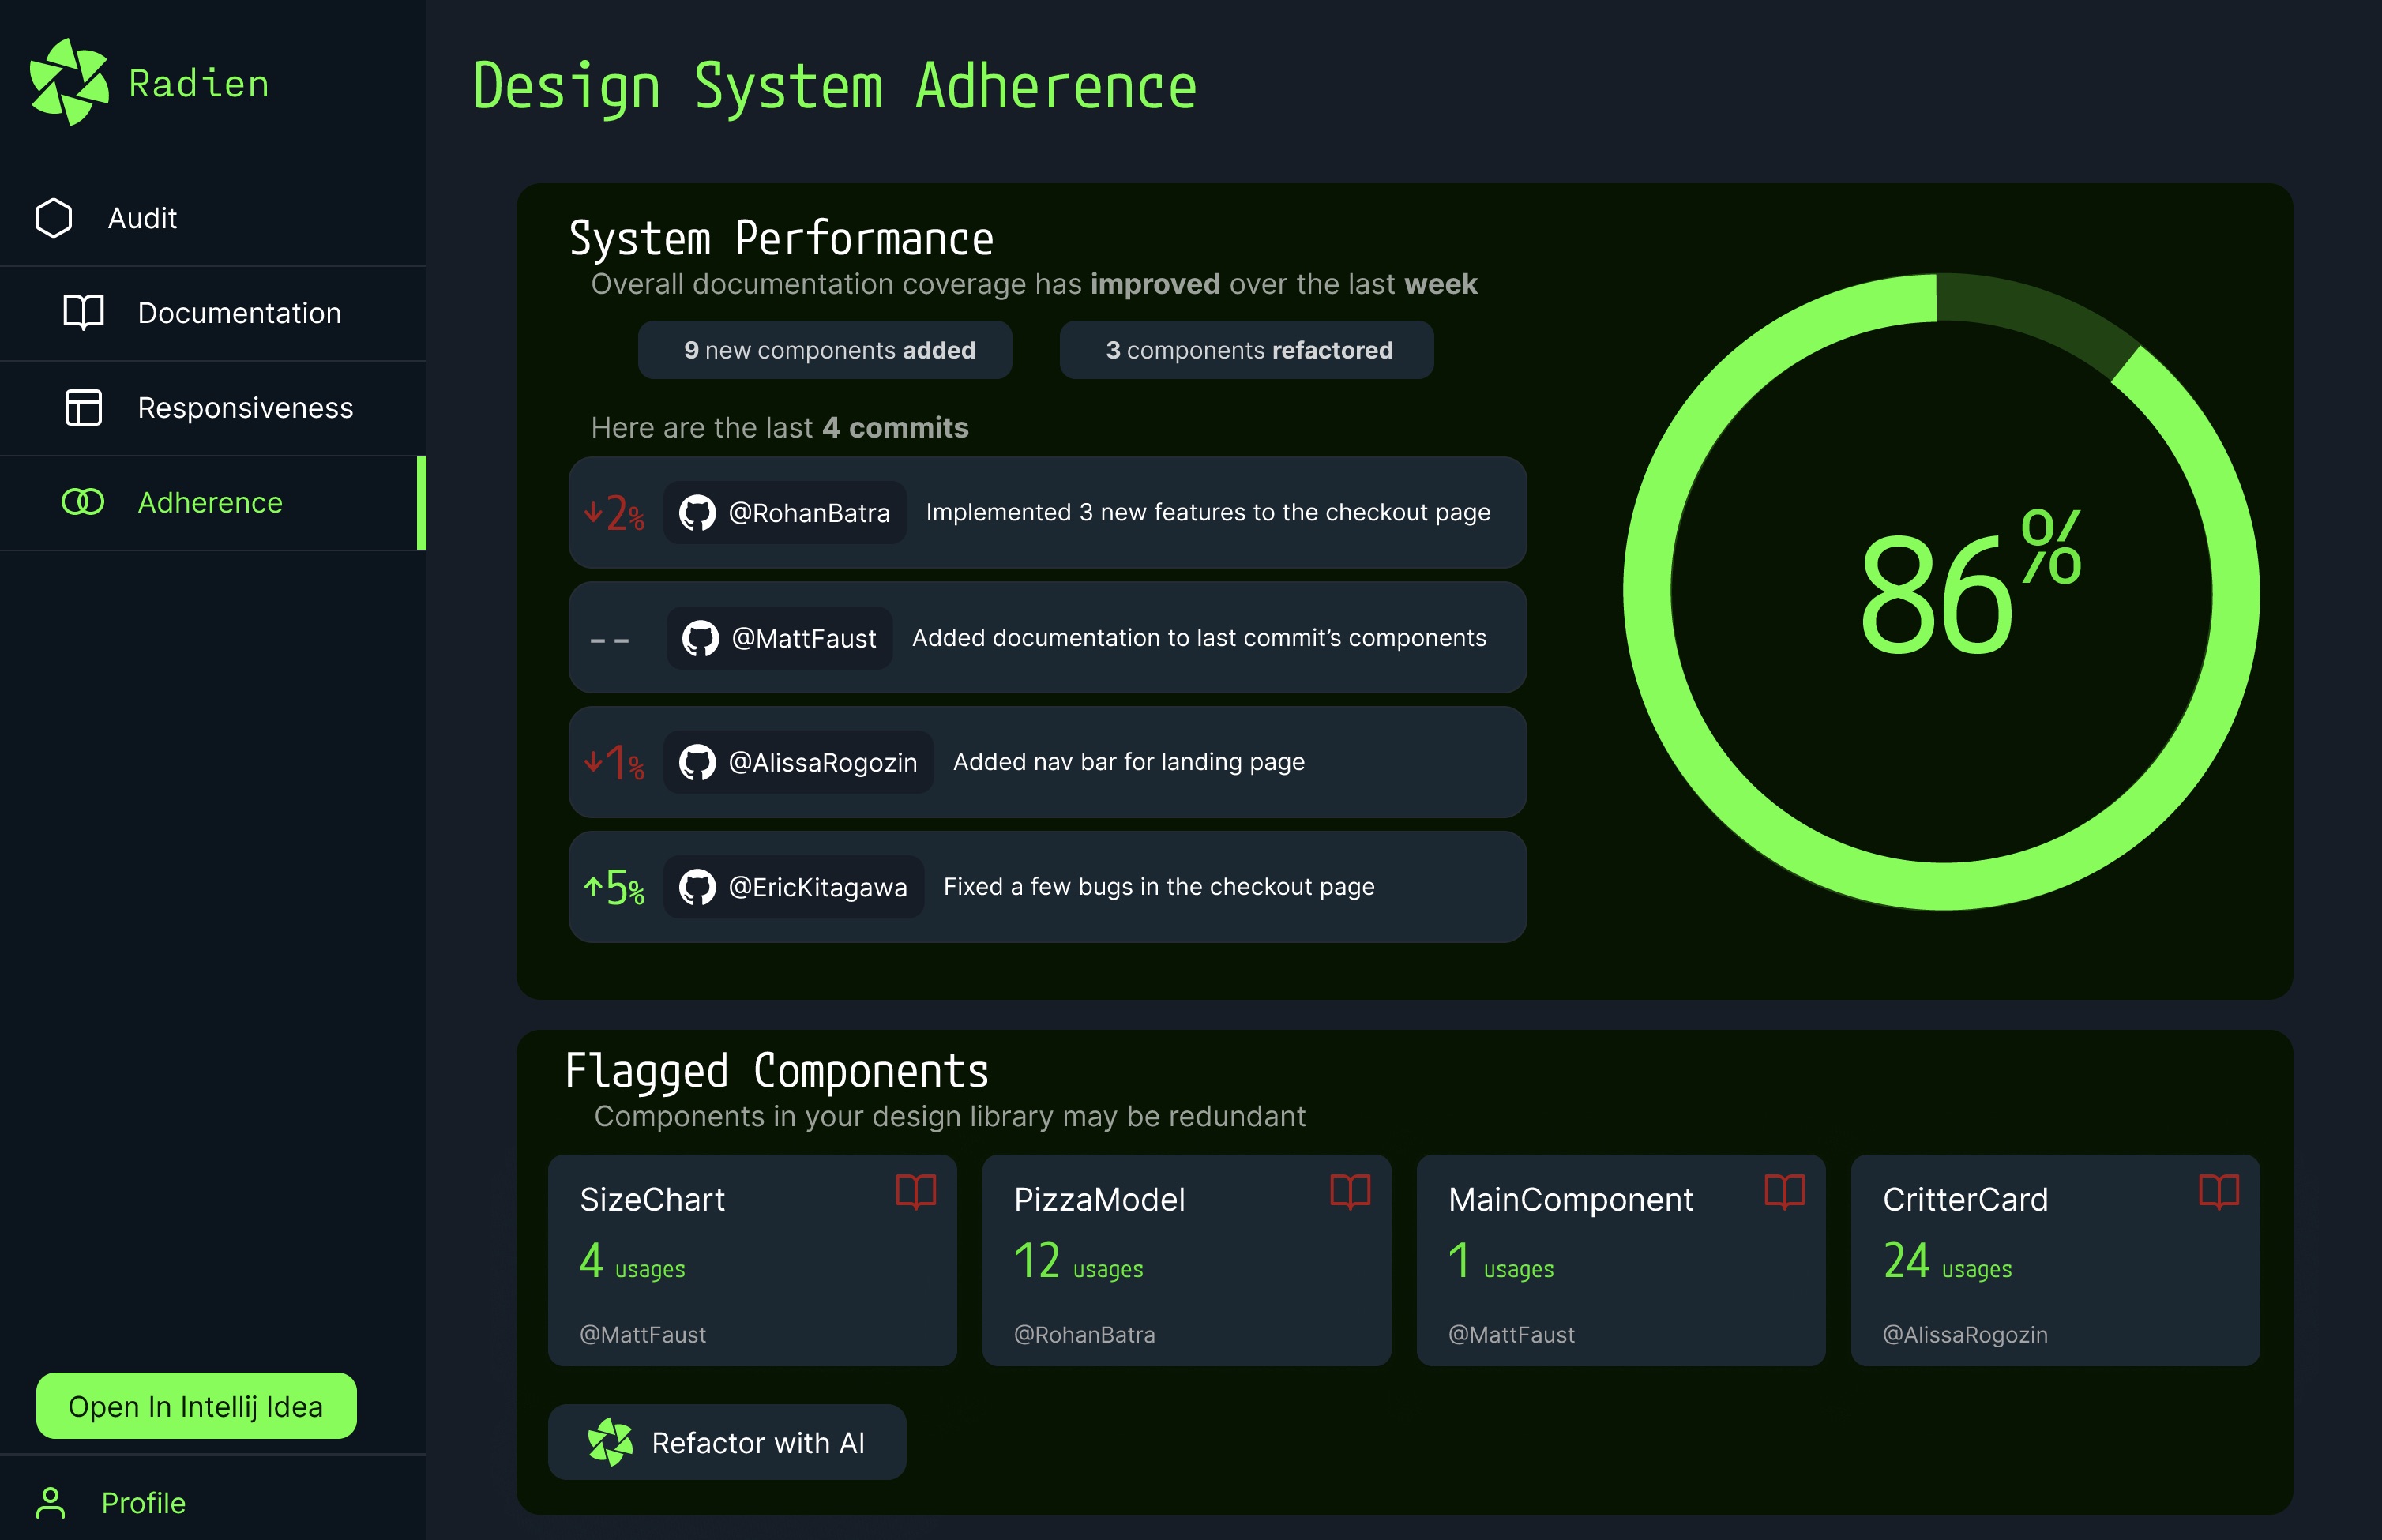 Radien
Audit
Documentation
Responsiveness
Adherence
Open In Intellij Idea
Profile
Design System Adherence
System Performance
Overall documentation coverage has improved over the last week
9 new components added
3 components refactored
Here are the last 4 commits
↓2% @RohanBatra Implemented 3 new features to the checkout page
-- @MattFaust Added documentation to last commit’s components
↓1% @AlissaRogozin Added nav bar for landing page
↑5% @EricKitagawa Fixed a few bugs in the checkout page
86%
Flagged Components
Components in your design library may be redundant
SizeChart
4 usages
@MattFaust
PizzaModel
12 usages
@RohanBatra
MainComponent
1 usages
@MattFaust
CritterCard
24 usages
@AlissaRogozin
Refactor with AI